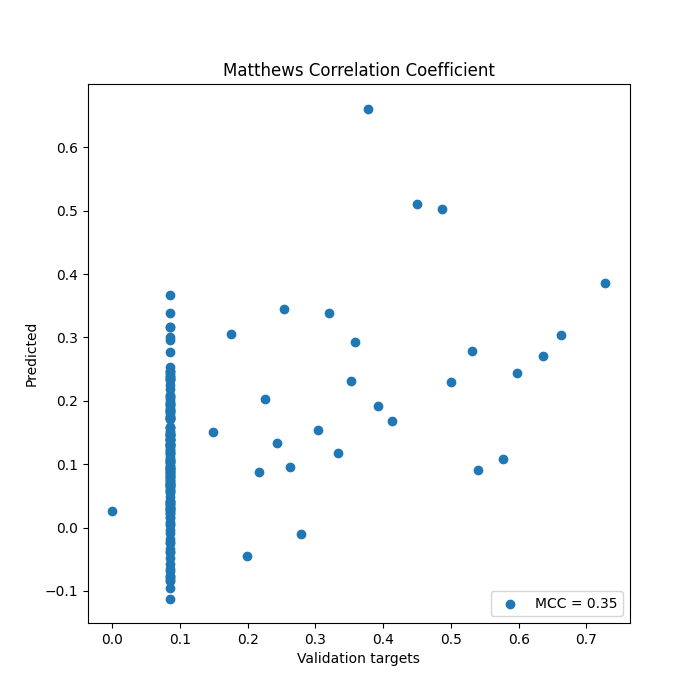 Matthews Correlation Coefficient
Predicted
0.6
0.5
0.4
0.3
0.2
0.1
0.0
−0.1
MCC = 0.35
0.0 0.1 0.2 0.3 0.4 0.5 0.6 0.7
Validation targets